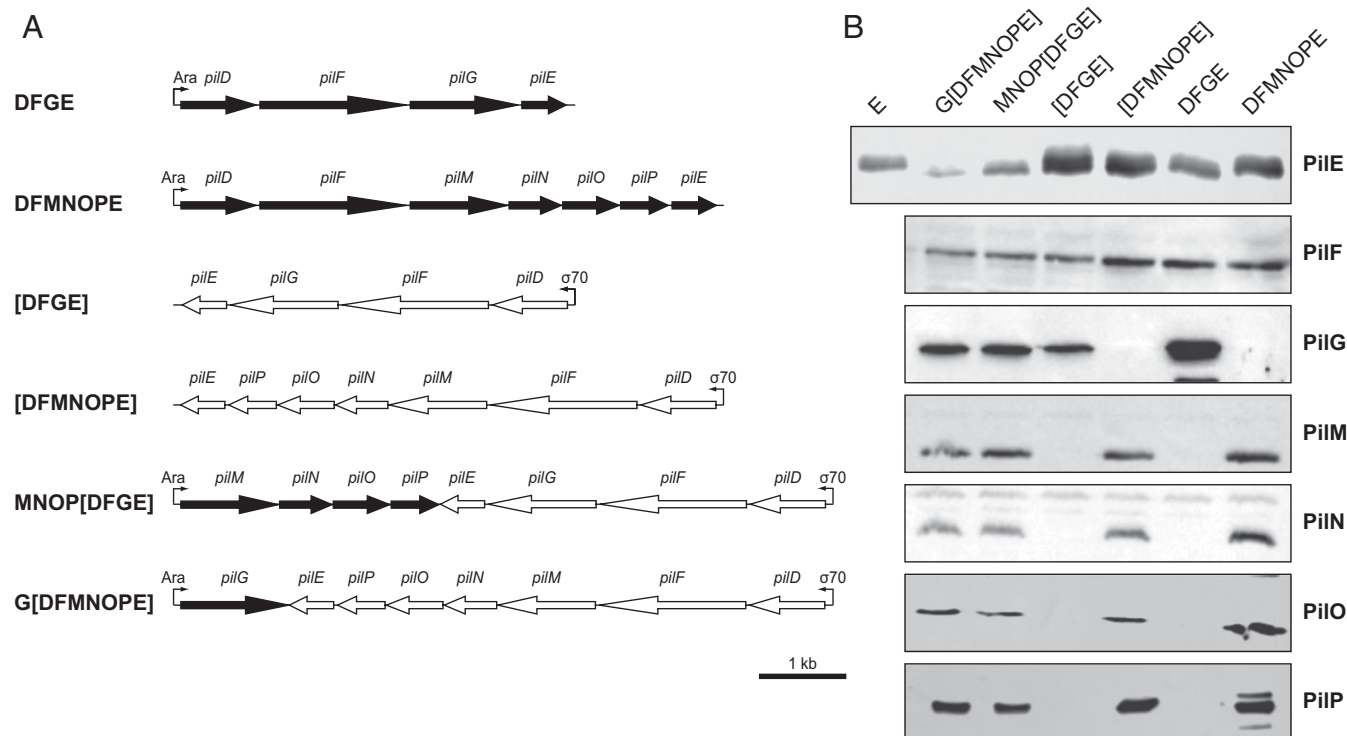 A
Ara pilD pilF pilG pilE
DFGE
Ara pilD pilF pilM pilN pilO pilP pilE
DFMNOPE
pilE pilG pilF pilD σ70
[DFGE]
pilE pilP pilO pilN pilM pilF pilD σ70
[DFMNOPE]
Ara pilM pilN pilO pilP pilE pilG pilF pilD σ70
MNOP[DFGE]
Ara pilG pilE pilP pilO pilN pilM pilF pilD σ70
G[DFMNOPE]
1 kb
B
E
G[DFMNOPE]
MNOP[DFGE]
[DFGE]
[DFMNOPE]
DFGE
DFMNOPE
PilE
PilF
PilG
PilM
PilN
PilO
PilP